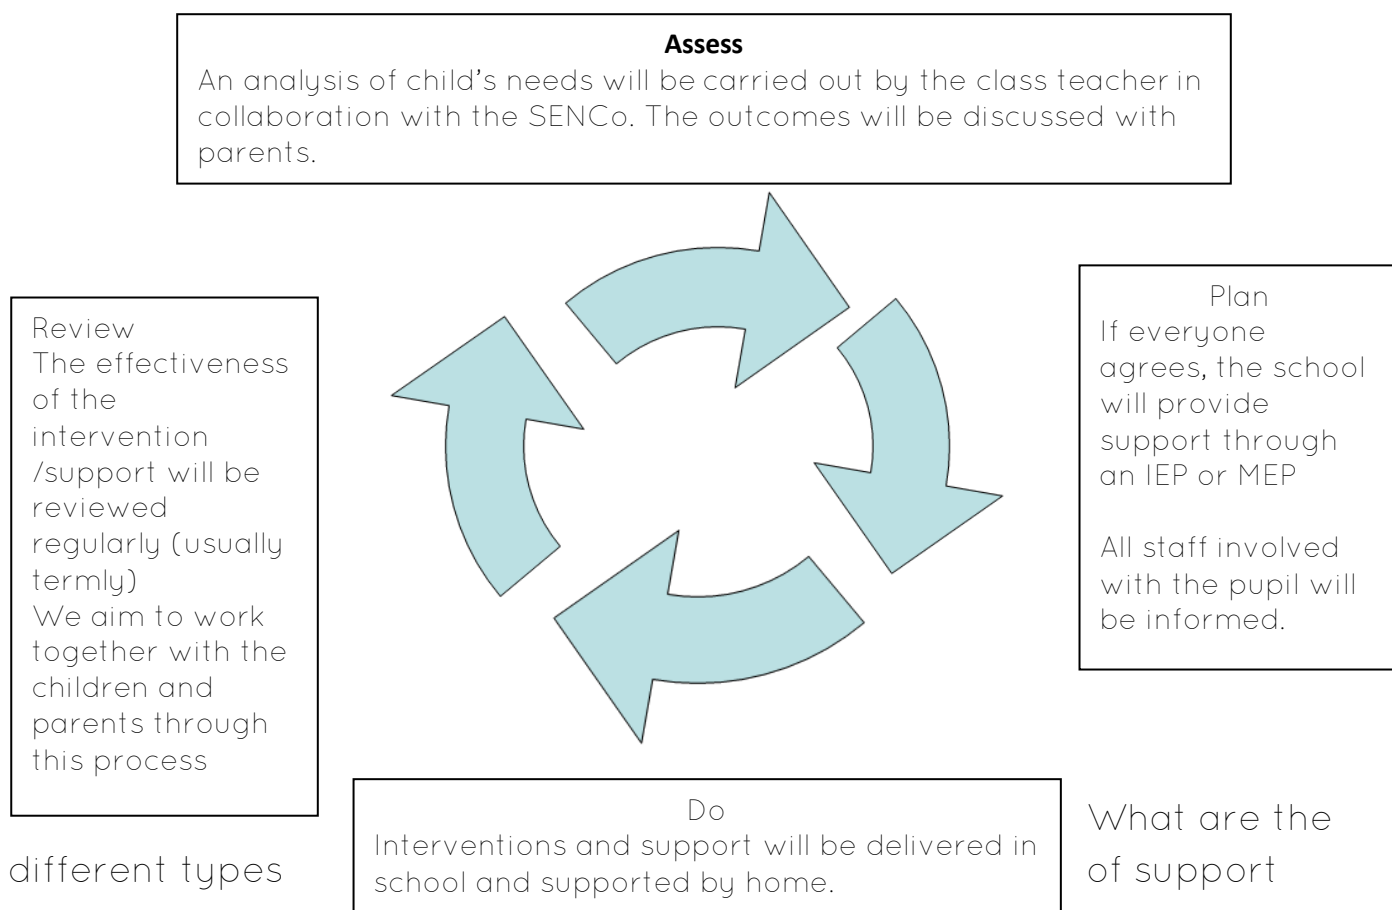 Assess
An analysis of child's needs will be carried out by the class teacher in
collaboration with the SENCo. The outcomes will be discussed with
parents.
Plan
If everyone
agrees, the school
will provide
support through
an IEP or MEP
All staff involved
with the pupil will
be informed.
Review
The effectiveness
of the
intervention
/support will be
reviewed
regularly (usually
termly)
We aim to work
together with the
children and
parents through
this process
Do
Interventions and support will be delivered in
school and supported by home.
What are the
different types
of support